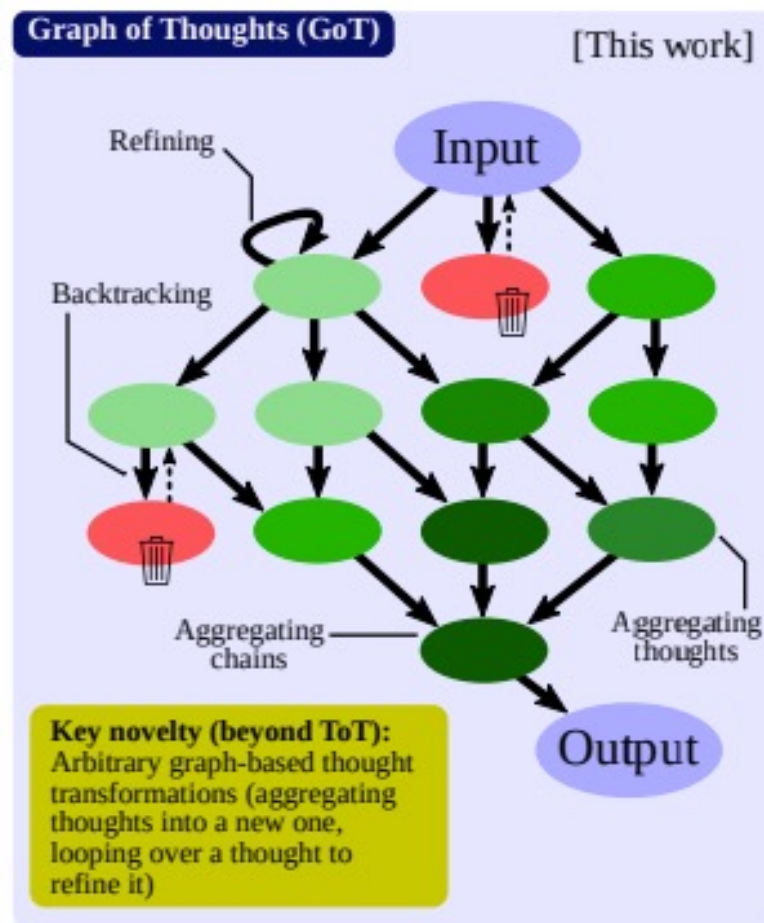 Graph of Thoughts (GoT)
[This work]
Refining
Input
Backtracking
Aggregating
chains
Aggregating
thoughts
Output
Key novelty (beyond ToT):
Arbitrary graph-based thought
transformations (aggregating
thoughts into a new one,
looping over a thought to
refine it)